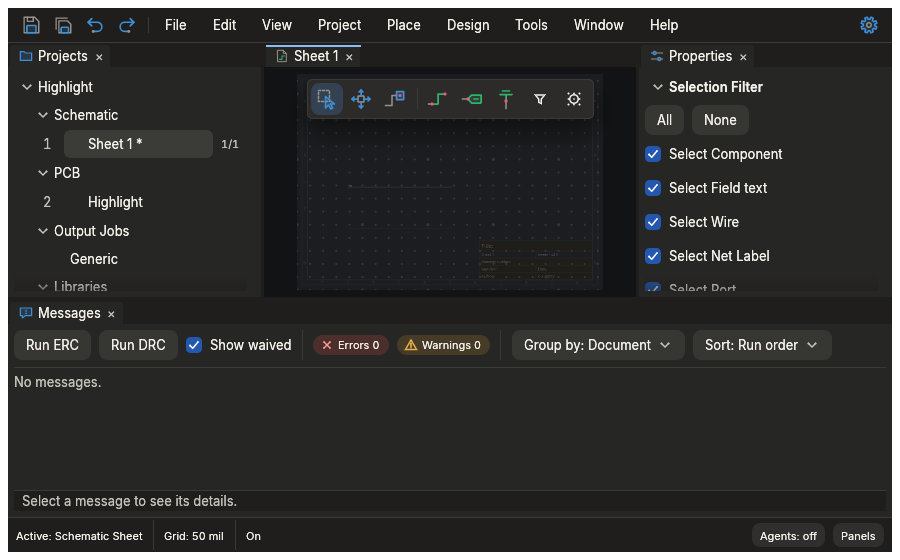 File Edit View Project Place Design Tools Window Help
Projects × Sheet 1 × Properties ×
Highlight
Schematic
1 Sheet 1 * 1/1
PCB
2 Highlight
Output Jobs
Generic
Libraries
Selection Filter
All None
Select Component
Select Field text
Select Wire
Select Net Label
Select Port
Messages ×
Run ERC Run DRC Show waived Errors 0 Warnings 0 Group by: Document Sort: Run order
No messages.
Select a message to see its details.
Active: Schematic Sheet Grid: 50 mil On Agents: off Panels